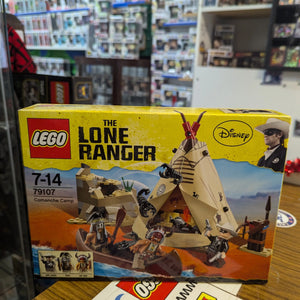 LEGO
THE
LONE
RANGER
Disney
7-14
79107
Comanche Camp